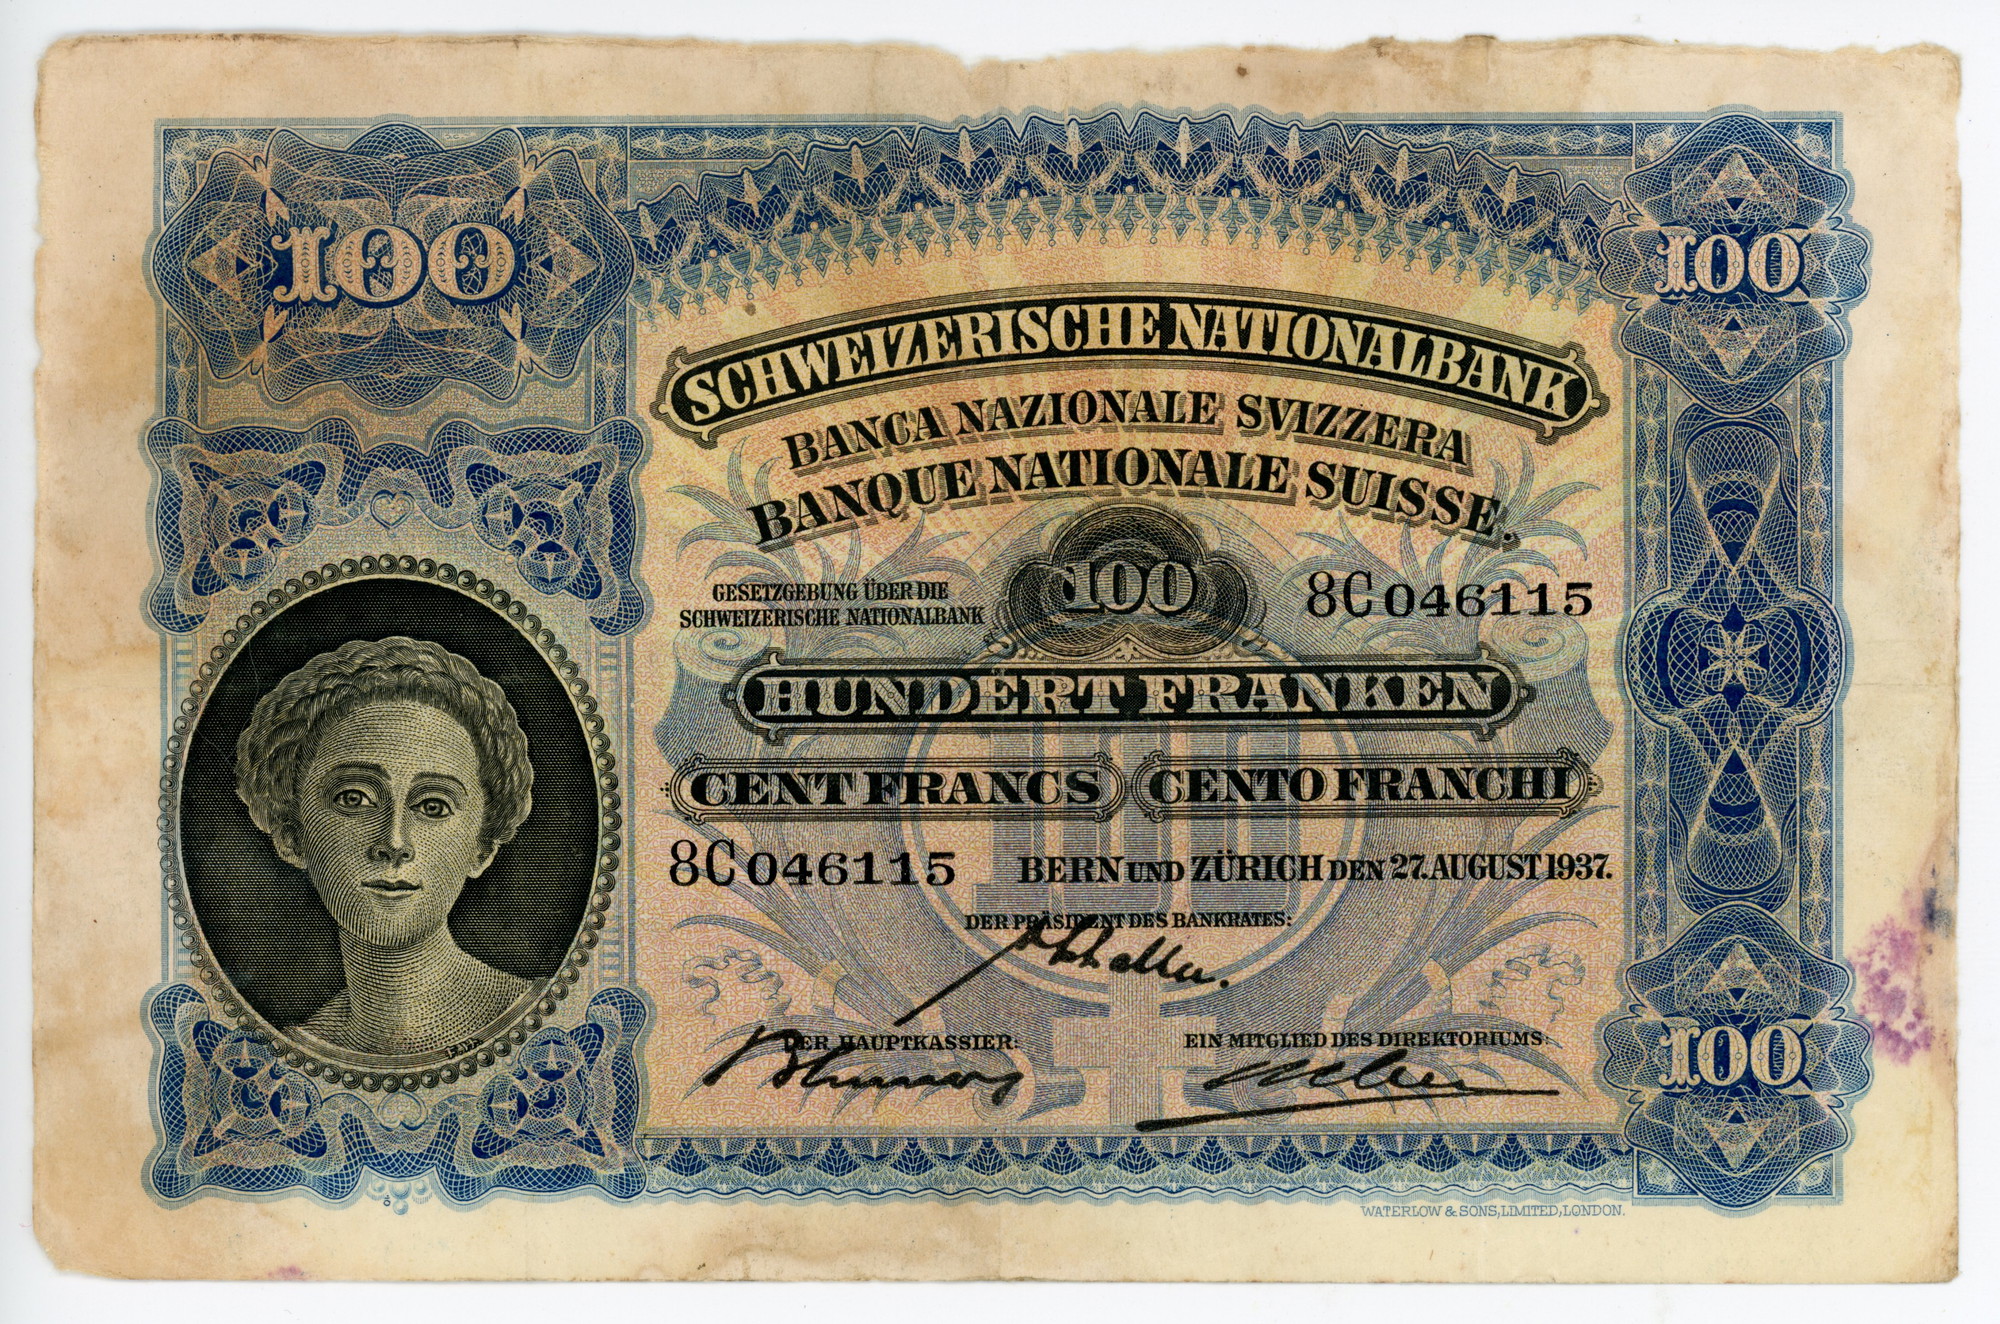 100
100
SCHWEIZERISCHE NATIONALBANK
BANCA NAZIONALE SVIZZERA
BANQUE NATIONALE SUISSE.
GESETZGEBUNG ÜBER DIE
SCHWEIZERISCHE NATIONALBANK
100
8C046115
HUNDERT FRANKEN
100
CENT FRANCS
CENTO FRANCHI
8C046115
BERN UND ZÜRICH DEN 27. AUGUST 1937.
DER PRÄSIDENT DES BANKRATES:
DER HAUPTKASSIER:
EIN MITGLIED DES DIREKTORIUMS:
100
WATERLOW & SONS, LIMITED, LONDON.